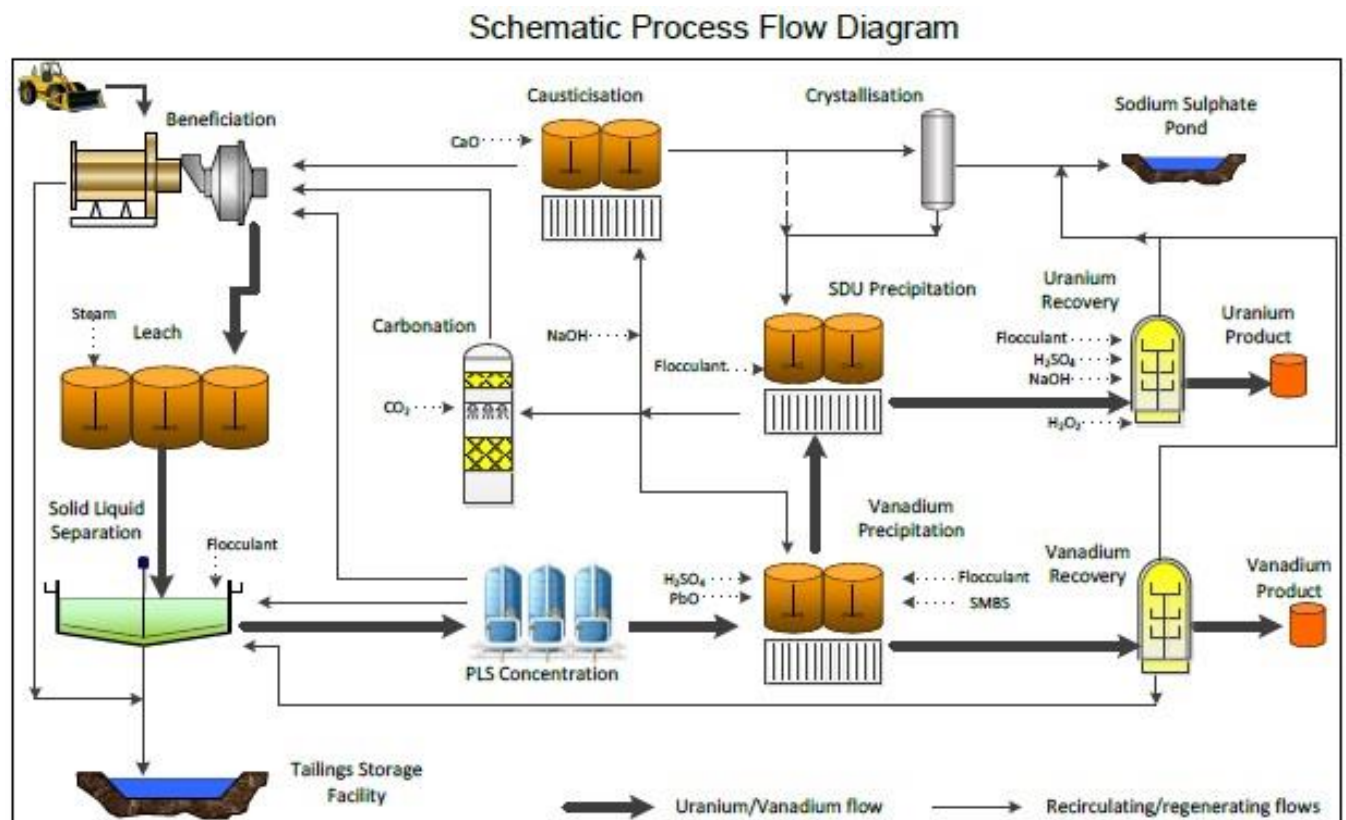 Schematic Process Flow Diagram
Beneficiation
Causticisation
CaO
Crystallisation
Sodium Sulphate
Pond
Steam
Leach
Carbonation
CO₂
NaOH
SDU Precipitation
Flocculant
Uranium
Recovery
Flocculant
H₂SO₄
NaOH
H₂O₂
Uranium
Product
Solid Liquid
Separation
Flocculant
PLS Concentration
Vanadium
Precipitation
H₂SO₄
PbO
Flocculant
SMBS
Vanadium
Recovery
Vanadium
Product
Tailings Storage
Facility
Uranium/Vanadium flow
Recirculating/regenerating flows